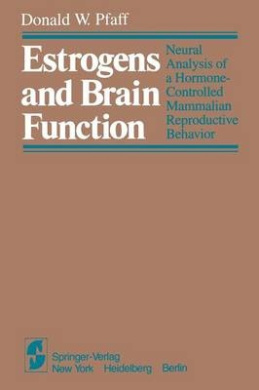 Donald W. Pfaff
Estrogens
and Brain
Function
Neural
Analysis of
a Hormone-
Controlled
Mammalian
Reproductive
Behavior
Springer-Verlag
New York Heidelberg Berlin